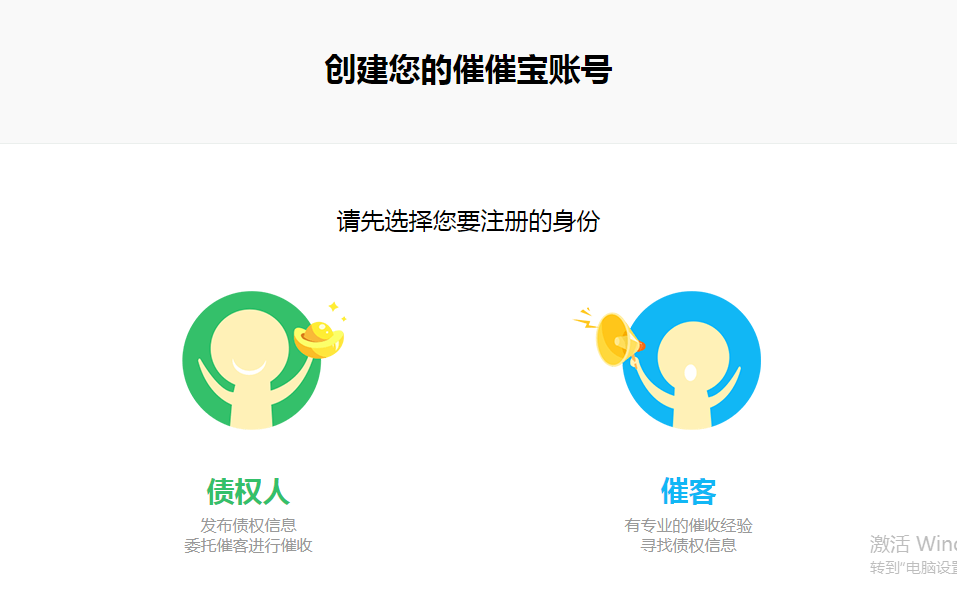 创建您的催催宝账号
请先选择您要注册的身份
债权人
发布债权信息
委托催客进行催收
催客
有专业的催收经验
寻找债权信息
激活 Wind
转到"电脑设置